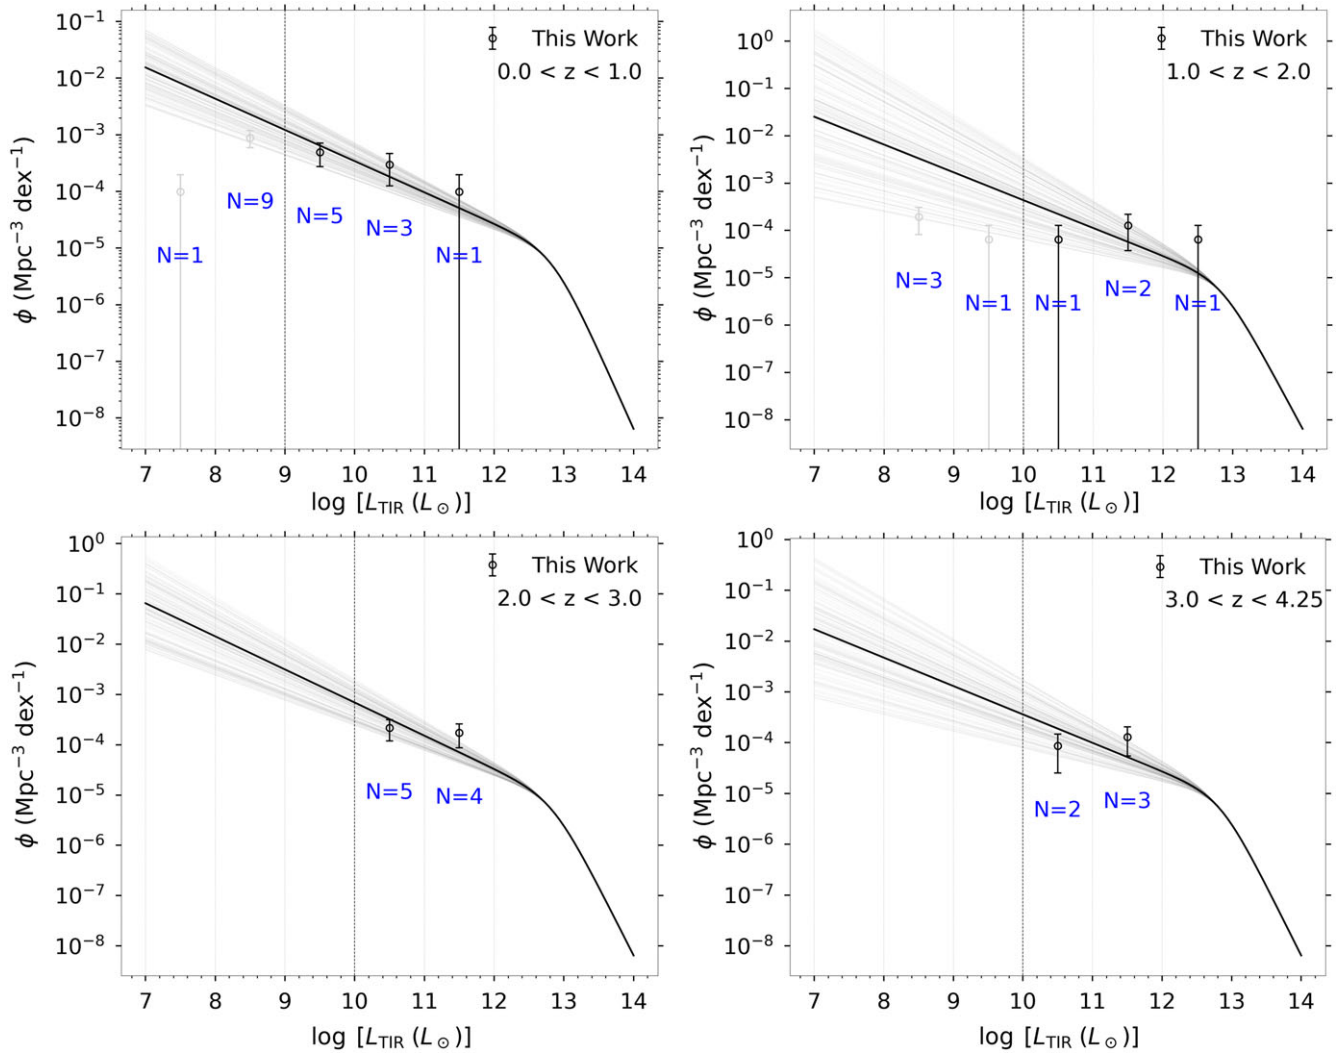 This Work
0.0 < z < 1.0
10⁻¹
10⁻²
10⁻³
10⁻⁴
10⁻⁵
10⁻⁶
10⁻⁷
10⁻⁸
ϕ (Mpc⁻³ dex⁻¹)
N=1
N=9
N=5
N=3
N=1
7 8 9 10 11 12 13 14
log [L_TIR (L_⊙)]
This Work
1.0 < z < 2.0
10⁰
10⁻¹
10⁻²
10⁻³
10⁻⁴
10⁻⁵
10⁻⁶
10⁻⁷
10⁻⁸
ϕ (Mpc⁻³ dex⁻¹)
N=3
N=1
N=1
N=2
N=1
7 8 9 10 11 12 13 14
log [L_TIR (L_⊙)]
This Work
2.0 < z < 3.0
10⁰
10⁻¹
10⁻²
10⁻³
10⁻⁴
10⁻⁵
10⁻⁶
10⁻⁷
10⁻⁸
ϕ (Mpc⁻³ dex⁻¹)
N=5
N=4
7 8 9 10 11 12 13 14
log [L_TIR (L_⊙)]
This Work
3.0 < z < 4.25
10⁰
10⁻¹
10⁻²
10⁻³
10⁻⁴
10⁻⁵
10⁻⁶
10⁻⁷
10⁻⁸
ϕ (Mpc⁻³ dex⁻¹)
N=2
N=3
7 8 9 10 11 12 13 14
log [L_TIR (L_⊙)]